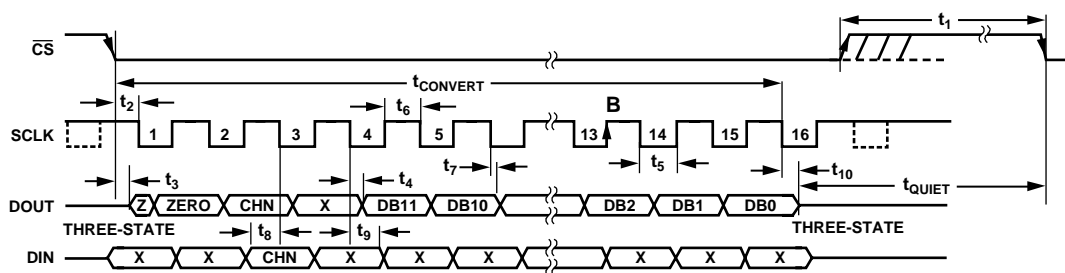 t1
CS
tCONVERT
t2
t6
B
SCLK
1 2 3 4 5 13 14 15 16
t7
t5
t10
t3
t4
tQUIET
DOUT
Z ZERO CHN X DB11 DB10 DB2 DB1 DB0
THREE-STATE
t8
t9
THREE-STATE
DIN
X X CHN X X X X X X